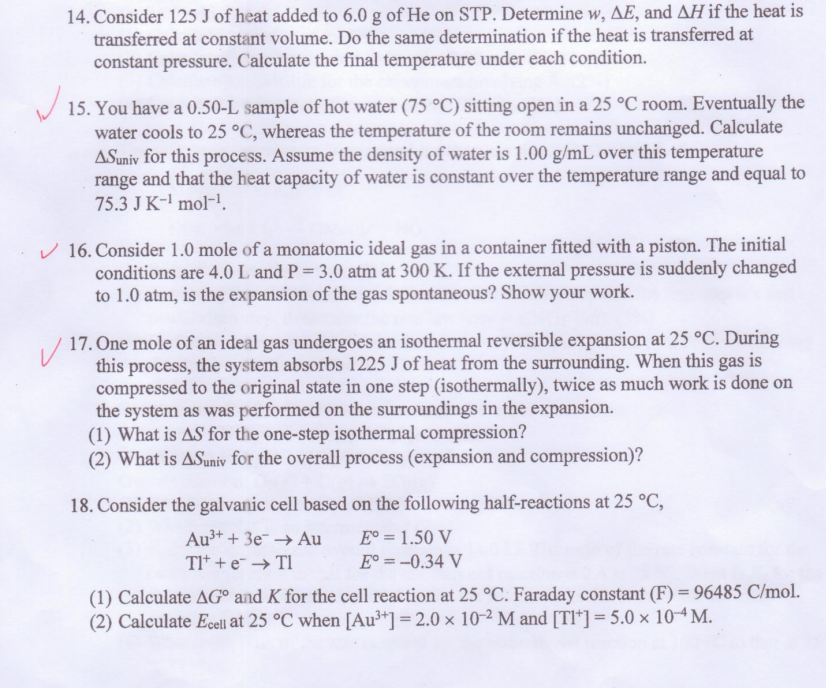 14. Consider 125 J of heat added to 6.0 g of He on STP. Determine w, ΔE, and ΔH if the heat is
transferred at constant volume. Do the same determination if the heat is transferred at
constant pressure. Calculate the final temperature under each condition.
15. You have a 0.50-L sample of hot water (75 °C) sitting open in a 25 °C room. Eventually the
water cools to 25 °C, whereas the temperature of the room remains unchanged. Calculate
ΔSuniv for this process. Assume the density of water is 1.00 g/mL over this temperature
range and that the heat capacity of water is constant over the temperature range and equal to
75.3 J K⁻¹ mol⁻¹.
16. Consider 1.0 mole of a monatomic ideal gas in a container fitted with a piston. The initial
conditions are 4.0 L and P = 3.0 atm at 300 K. If the external pressure is suddenly changed
to 1.0 atm, is the expansion of the gas spontaneous? Show your work.
17. One mole of an ideal gas undergoes an isothermal reversible expansion at 25 °C. During
this process, the system absorbs 1225 J of heat from the surrounding. When this gas is
compressed to the original state in one step (isothermally), twice as much work is done on
the system as was performed on the surroundings in the expansion.
(1) What is ΔS for the one-step isothermal compression?
(2) What is ΔSuniv for the overall process (expansion and compression)?
18. Consider the galvanic cell based on the following half-reactions at 25 °C,
Au³⁺ + 3e⁻ → Au E° = 1.50 V
Tl⁺ + e⁻ → Tl E° = –0.34 V
(1) Calculate ΔG° and K for the cell reaction at 25 °C. Faraday constant (F) = 96485 C/mol.
(2) Calculate Ecell at 25 °C when [Au³⁺] = 2.0 × 10⁻² M and [Tl⁺] = 5.0 × 10⁻⁴ M.